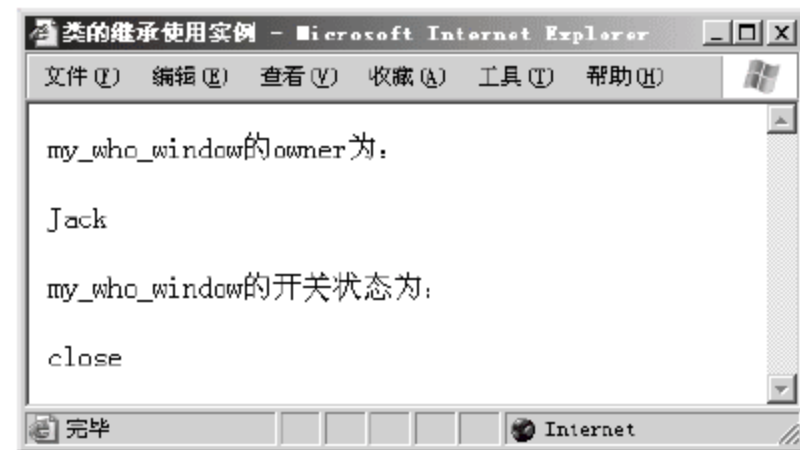 类的继承使用实例 - Microsoft Internet Explorer
文件(F) 编辑(E) 查看(V) 收藏(A) 工具(T) 帮助(H)
my_who_window的owner为:
Jack
my_who_window的开关状态为:
close
完毕 Internet